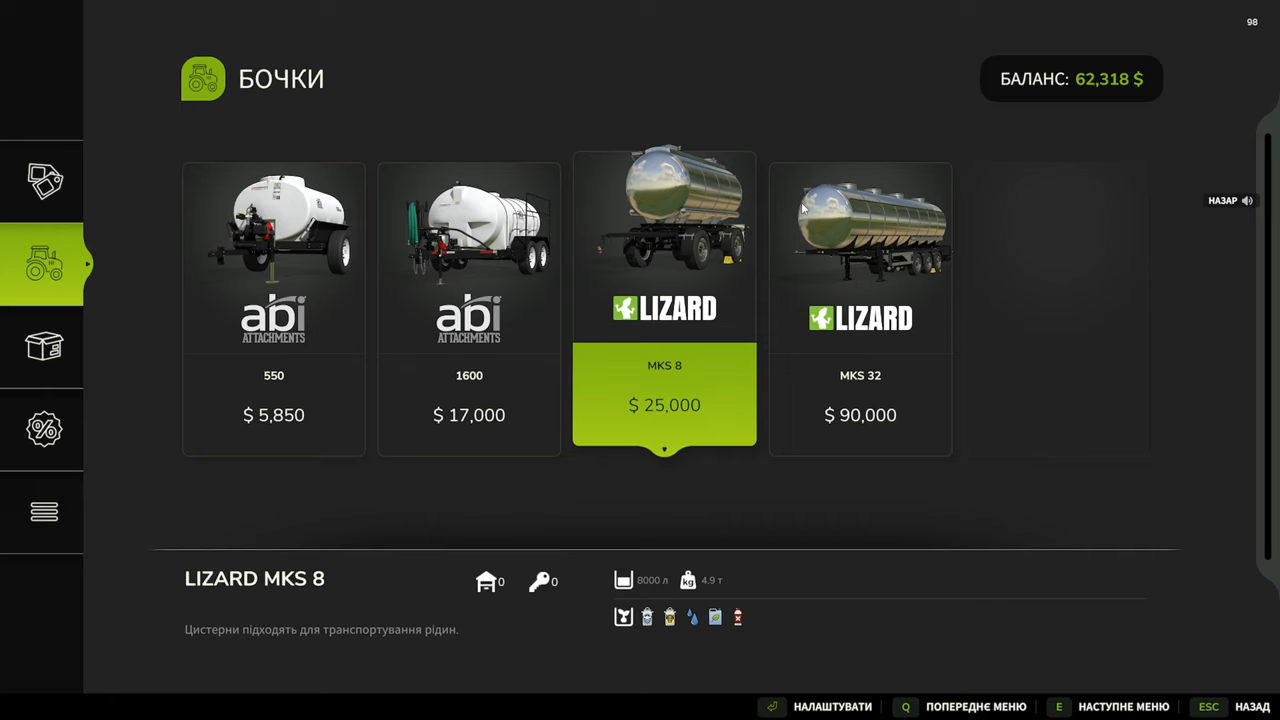 98
БОЧКИ
БАЛАНС: 62,318 $
НАЗАР
abi
ATTACHMENTS
550
$ 5,850
abi
ATTACHMENTS
1600
$ 17,000
LIZARD
MKS 8
$ 25,000
LIZARD
MKS 32
$ 90,000
LIZARD MKS 8
0
0
8000 л
kg
4.9 т
Цистерни підходять для транспортування рідин.
НАЛАШТУВАТИ
Q ПОПЕРЕДНЄ МЕНЮ
E НАСТУПНЕ МЕНЮ
ESC НАЗАД